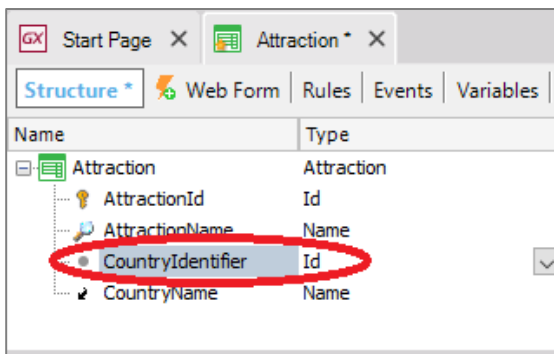 GX Start Page Attraction *
Structure * Web Form Rules Events Variables
Name Type
Attraction Attraction
AttractionId Id
AttractionName Name
CountryIdentifier Id
CountryName Name